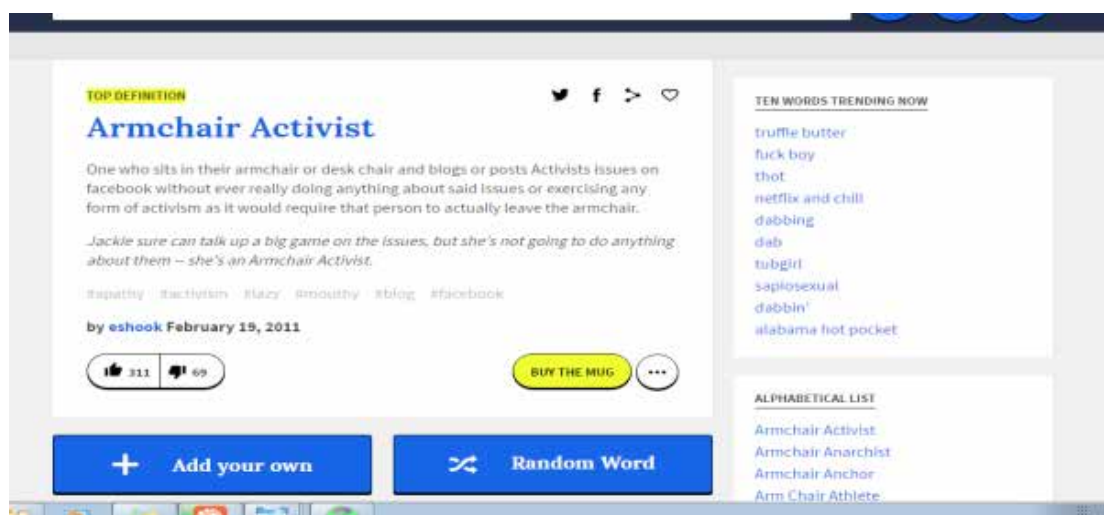 TOP DEFINITION
Armchair Activist
One who sits in their armchair or desk chair and blogs or posts Activists issues on
facebook without ever really doing anything about said issues or exercising any
form of activism as it would require that person to actually leave the armchair.
Jackie sure can talk up a big game on the issues, but she's not going to do anything
about them -- she's an Armchair Activist.
#apathy #activism #lazy #mouthy #blog #facebook
by eshook February 19, 2011
311 69
BUY THE MUG
Add your own
Random Word
TEN WORDS TRENDING NOW
truffle butter
fuck boy
thot
netflix and chill
dabbing
dab
tubgirl
sapiosexual
dabbin'
alabama hot pocket
ALPHABETICAL LIST
Armchair Activist
Armchair Anarchist
Armchair Anchor
Arm Chair Athlete